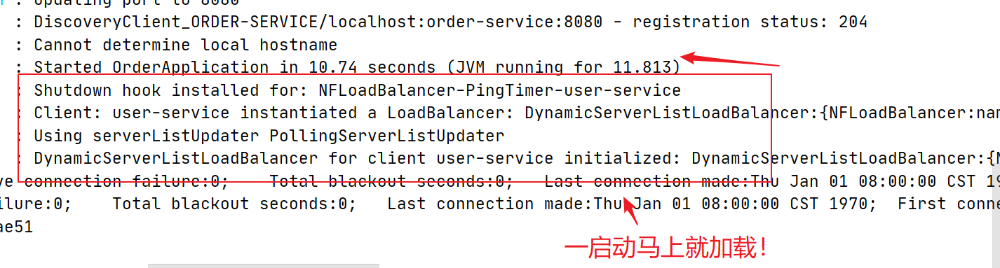 : Updating port to 8080
: DiscoveryClient_ORDER-SERVICE/localhost:order-service:8080 - registration status: 204
: Cannot determine local hostname
: Started OrderApplication in 10.74 seconds (JVM running for 11.813)
: Shutdown hook installed for: NFLoadBalancer-PingTimer-user-service
: Client: user-service instantiated a LoadBalancer: DynamicServerListLoadBalancer:{NFLoadBalancer:nam
: Using serverListUpdater PollingServerListUpdater
: DynamicServerListLoadBalancer for client user-service initialized: DynamicServerListLoadBalancer:{N
ve connection failure:0;    Total blackout seconds:0;   Last connection made:Thu Jan 01 08:00:00 CST 19
ilure:0;    Total blackout seconds:0;   Last connection made:Thu Jan 01 08:00:00 CST 1970;  First conne
ae51
一启动马上就加载！